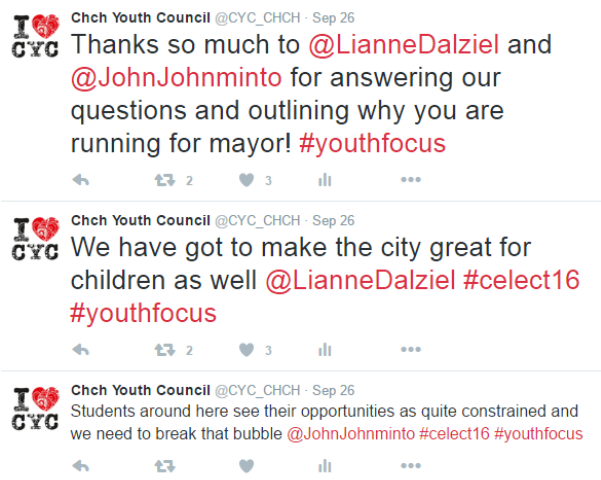 I
CYC
Chch Youth Council @CYC_CHCH · Sep 26
Thanks so much to @LianneDalziel and
@JohnJohnminto for answering our
questions and outlining why you are
running for mayor! #youthfocus
2 3
I
CYC
Chch Youth Council @CYC_CHCH · Sep 26
We have got to make the city great for
children as well @LianneDalziel #celect16
#youthfocus
2 3
I
CYC
Chch Youth Council @CYC_CHCH · Sep 26
Students around here see their opportunities as quite constrained and
we need to break that bubble @JohnJohnminto #celect16 #youthfocus